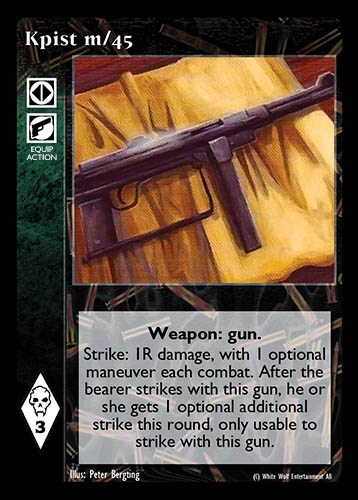 Kpist m/45
EQUIP
ACTION
Weapon: gun.
Strike: 1R damage, with 1 optional
maneuver each combat. After the
bearer strikes with this gun, he or
she gets 1 optional additional
strike this round, only usable to
strike with this gun.
3
Illus: Peter Bergting
(C) White Wolf Entertainment AB